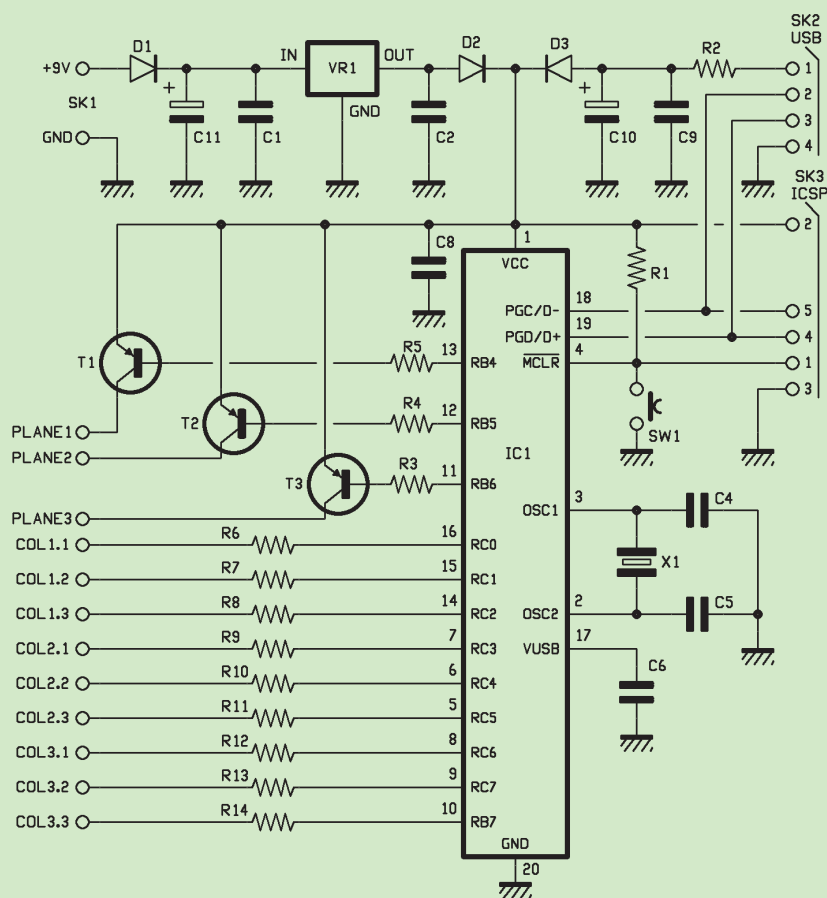 SK2
USB
D1
IN
VR1
OUT
D2
D3
R2
+9V
1
SK1
+
C11
C1
GND
C2
+
C10
C9
2
3
4
GND
SK3
ICSP
2
C8
1
VCC
R1
PGC/D-
18
5
PGD/D+
19
4
T1
R5
13
RB4
MCLR
4
1
3
PLANE1
T2
R4
12
RB5
SW1
PLANE2
IC1
T3
R3
11
RB6
PLANE3
OSC1
3
C4
COL1.1
R6
16
RC0
X1
COL1.2
R7
15
RC1
COL1.3
R8
14
RC2
OSC2
2
C5
COL2.1
R9
7
RC3
VUSB
17
COL2.2
R10
6
RC4
C6
COL2.3
R11
5
RC5
COL3.1
R12
8
RC6
COL3.2
R13
9
RC7
COL3.3
R14
10
RB7
GND
20